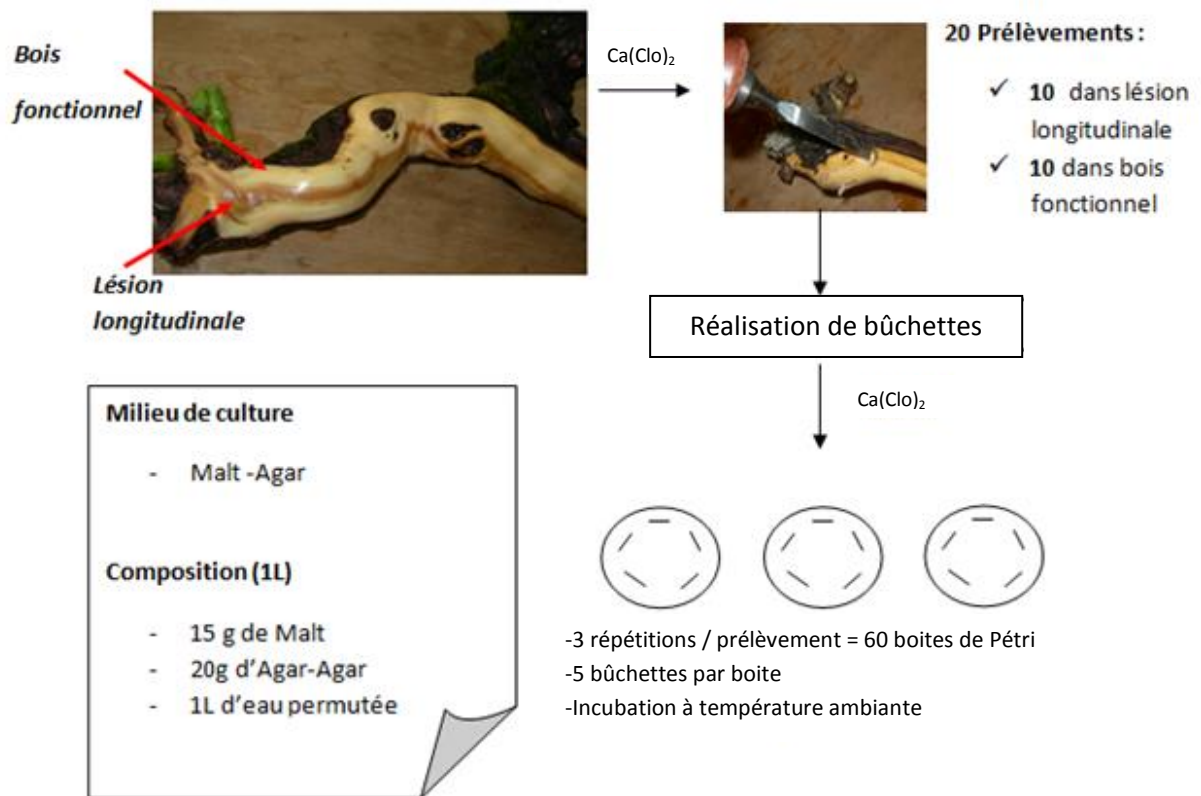 Bois
fonctionnel
Lésion
longitudinale
Ca(Clo)₂
20 Prélèvements :
✓ 10 dans lésion
longitudinale
✓ 10 dans bois
fonctionnel
Réalisation de bûchettes
Ca(Clo)₂
Milieu de culture
- Malt -Agar
Composition (1L)
- 15 g de Malt
- 20g d'Agar-Agar
- 1L d'eau permutée
-3 répétitions / prélèvement = 60 boites de Pétri
-5 bûchettes par boite
-Incubation à température ambiante